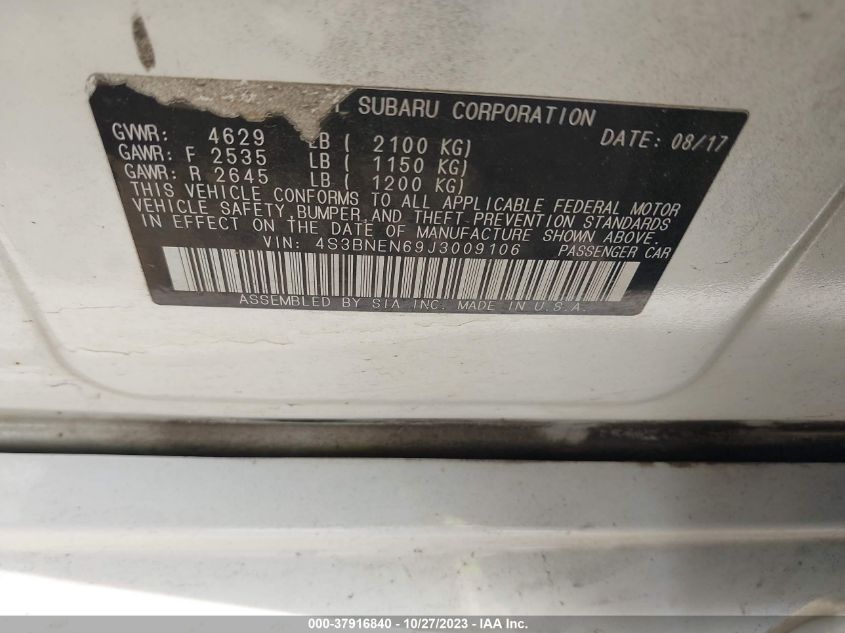 SUBARU CORPORATION
DATE: 08/17
GVWR: 4629 LB ( 2100 KG)
GAWR: F 2535 LB ( 1150 KG)
GAWR: R 2645 LB ( 1200 KG)
THIS VEHICLE CONFORMS TO ALL APPLICABLE FEDERAL MOTOR
VEHICLE SAFETY, BUMPER, AND THEFT PREVENTION STANDARDS
IN EFFECT ON THE DATE OF MANUFACTURE SHOWN ABOVE.
VIN: 4S3BNEN69J3009106 PASSENGER CAR
ASSEMBLED BY SIA INC. MADE IN U.S.A.
000-37916840 - 10/27/2023 - IAA Inc.